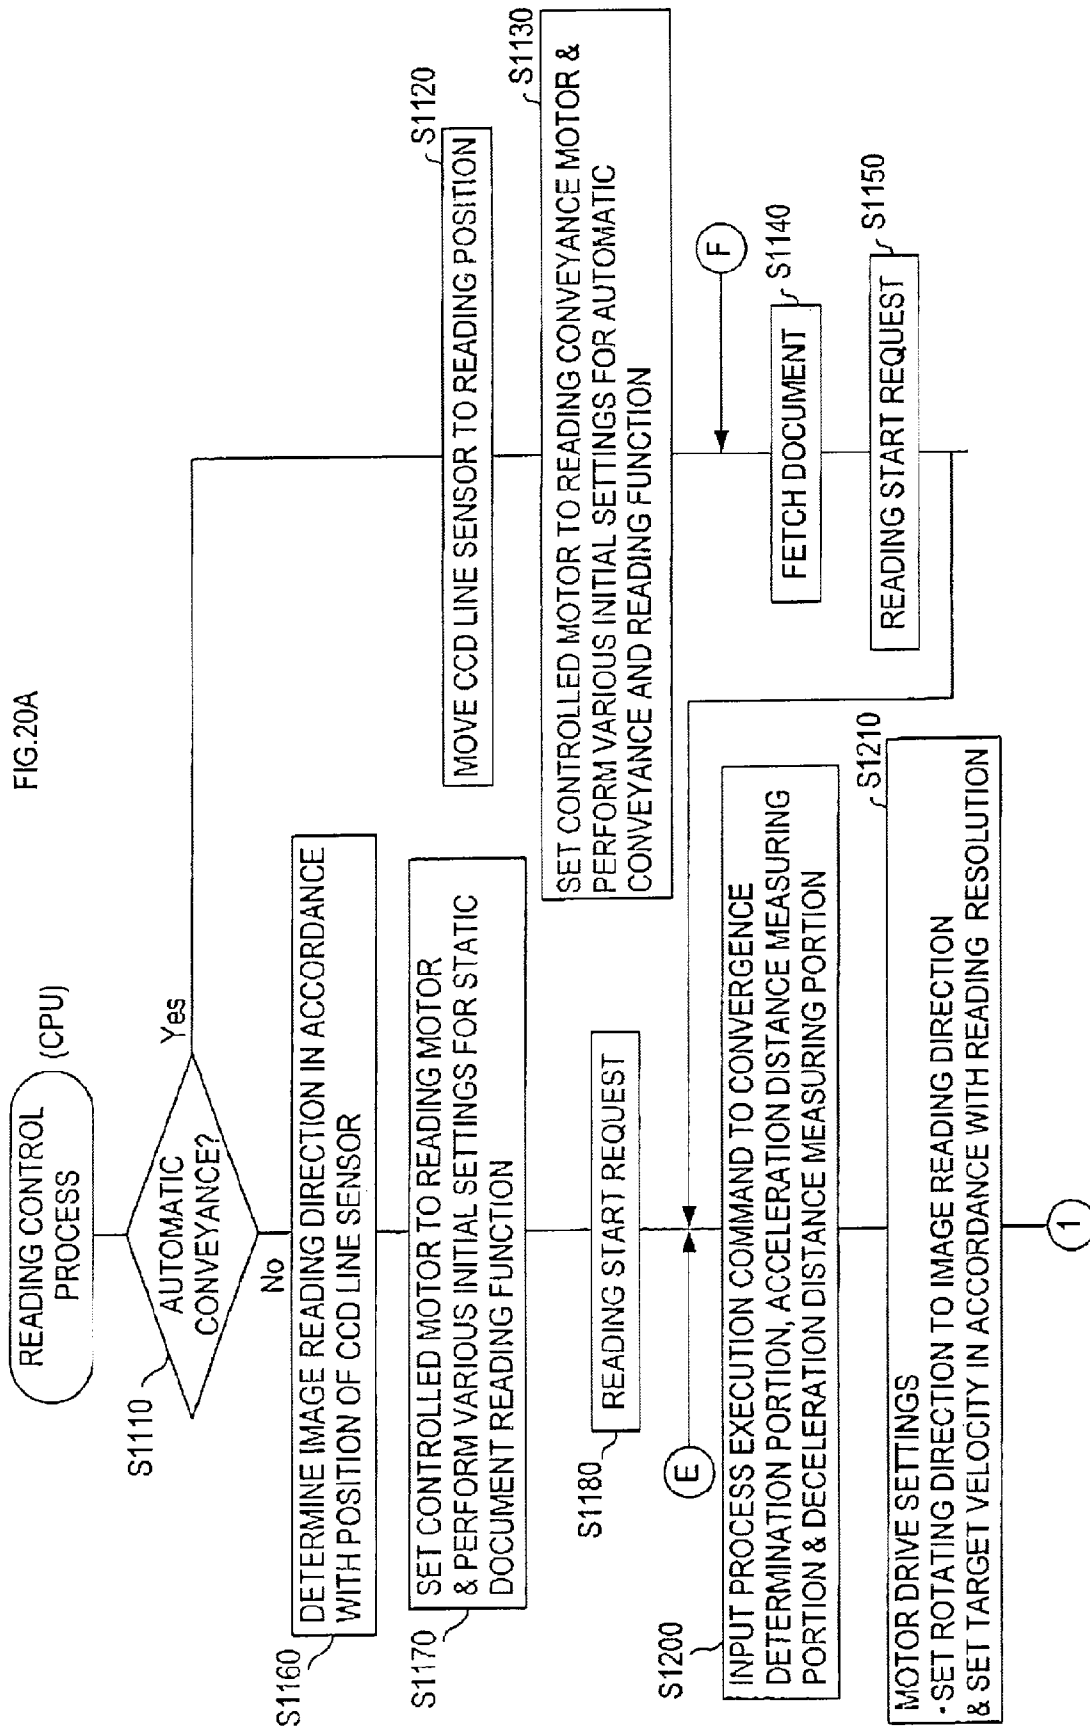 FIG.20A
READING CONTROL
PROCESS
(CPU)
S1110
AUTOMATIC
CONVEYANCE?
Yes
No
S1120
MOVE CCD LINE SENSOR TO READING POSITION
S1130
SET CONTROLLED MOTOR TO READING CONVEYANCE MOTOR &
PERFORM VARIOUS INITIAL SETTINGS FOR AUTOMATIC
CONVEYANCE AND READING FUNCTION
F
S1140
FETCH DOCUMENT
S1150
READING START REQUEST
S1160
DETERMINE IMAGE READING DIRECTION IN ACCORDANCE
WITH POSITION OF CCD LINE SENSOR
S1170
SET CONTROLLED MOTOR TO READING MOTOR
& PERFORM VARIOUS INITIAL SETTINGS FOR STATIC
DOCUMENT READING FUNCTION
S1180
READING START REQUEST
E
S1200
INPUT PROCESS EXECUTION COMMAND TO CONVERGENCE
DETERMINATION PORTION, ACCELERATION DISTANCE MEASURING
PORTION & DECELERATION DISTANCE MEASURING PORTION
S1210
MOTOR DRIVE SETTINGS
·SET ROTATING DIRECTION TO IMAGE READING DIRECTION
& SET TARGET VELOCITY IN ACCORDANCE WITH READING RESOLUTION
1